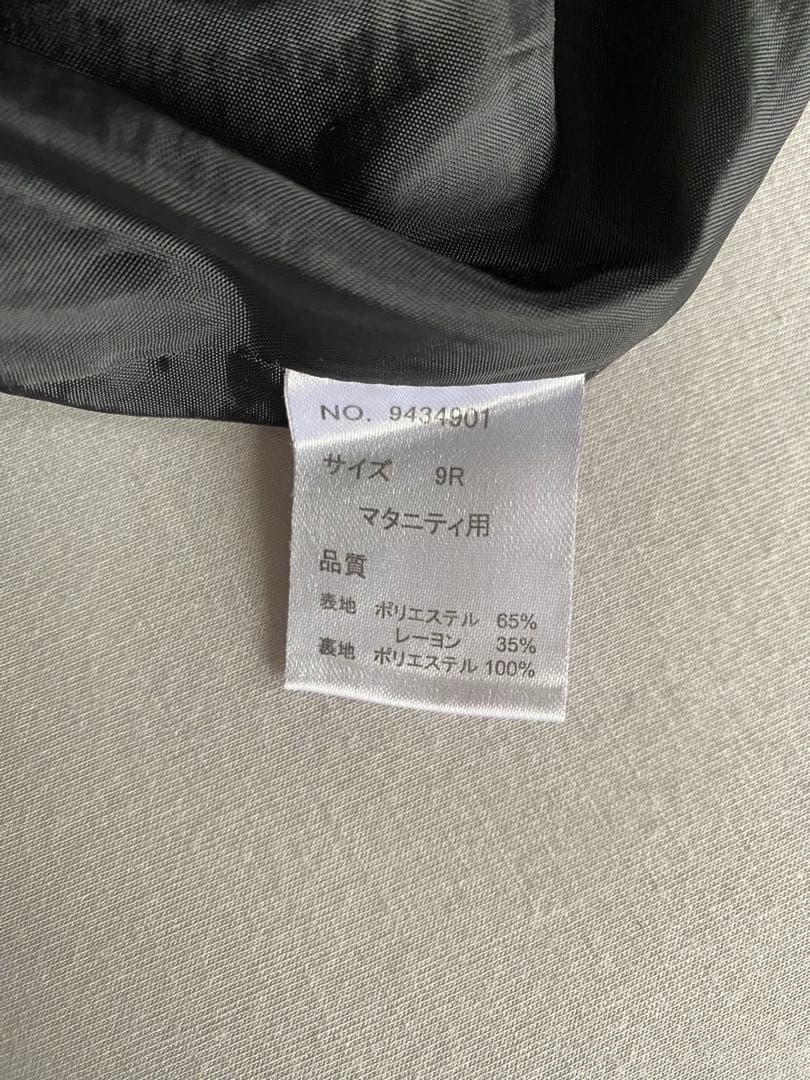 NO. 9434901
サイズ 9R
マタニティ用
品質
表地 ポリエステル 65%
レーヨン 35%
裏地 ポリエステル 100%